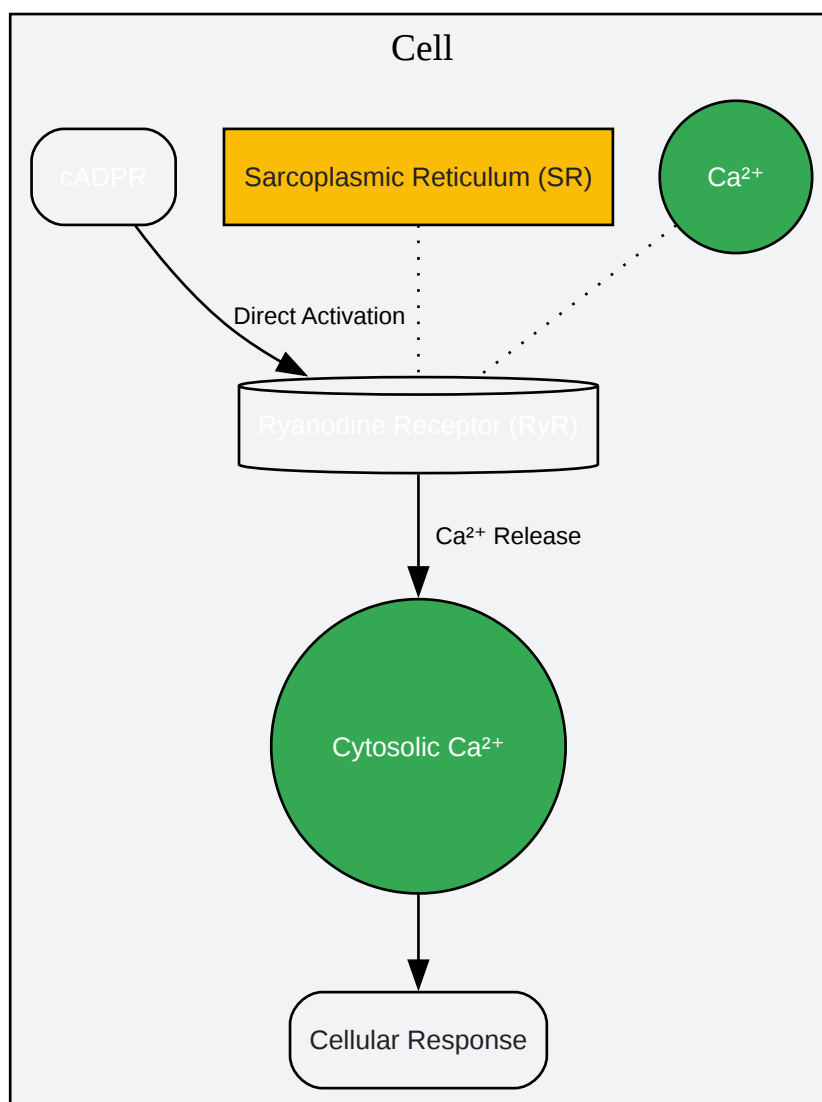 Cell
cADPR
Sarcoplasmic Reticulum (SR)
Ca²⁺
Direct Activation
Ryanodine Receptor (RyR)
Ca²⁺ Release
Cytosolic Ca²⁺
Cellular Response